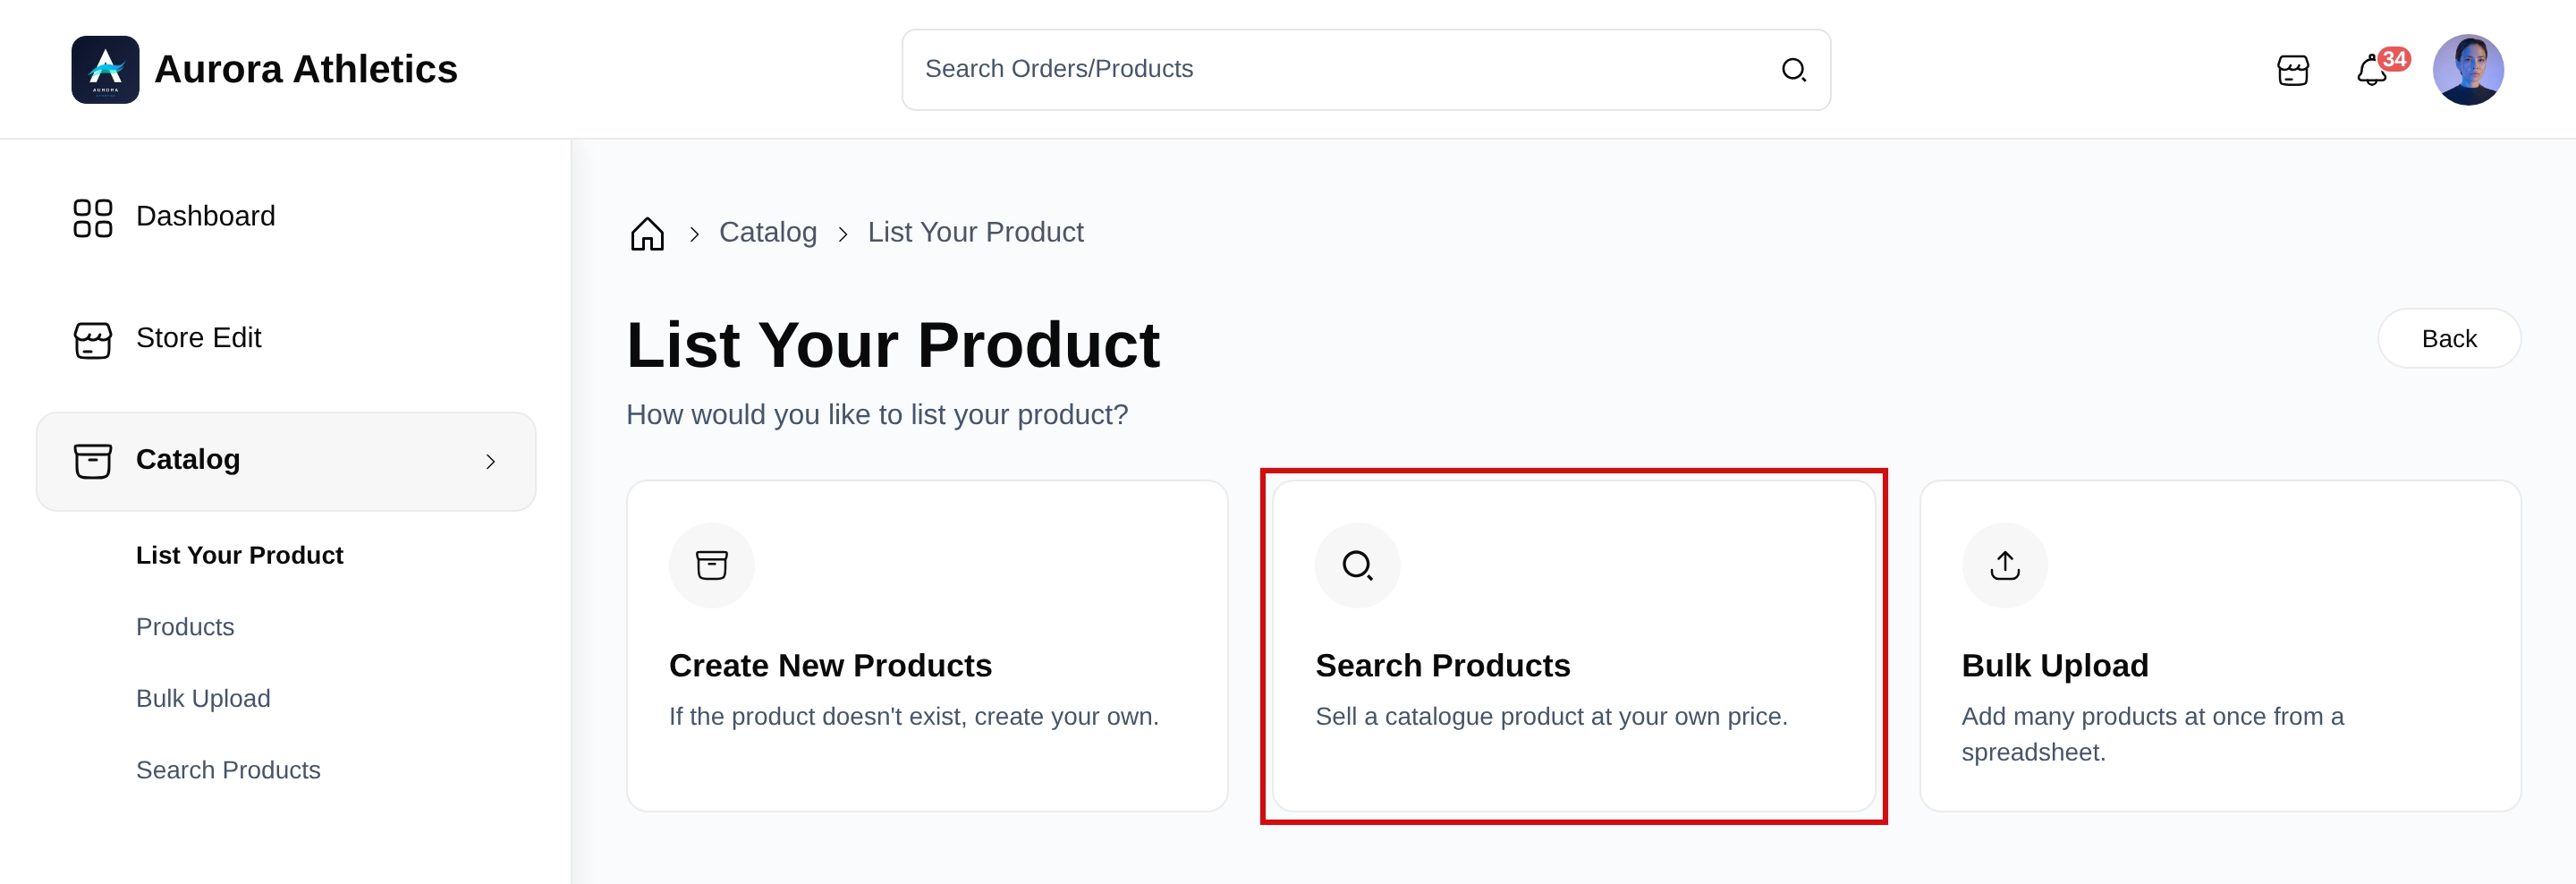 AURORA
Aurora Athletics
Search Orders/Products
34
Dashboard
Store Edit
Catalog
List Your Product
Products
Bulk Upload
Search Products
Catalog
List Your Product
List Your Product
Back
How would you like to list your product?
Create New Products
If the product doesn't exist, create your own.
Search Products
Sell a catalogue product at your own price.
Bulk Upload
Add many products at once from a
spreadsheet.